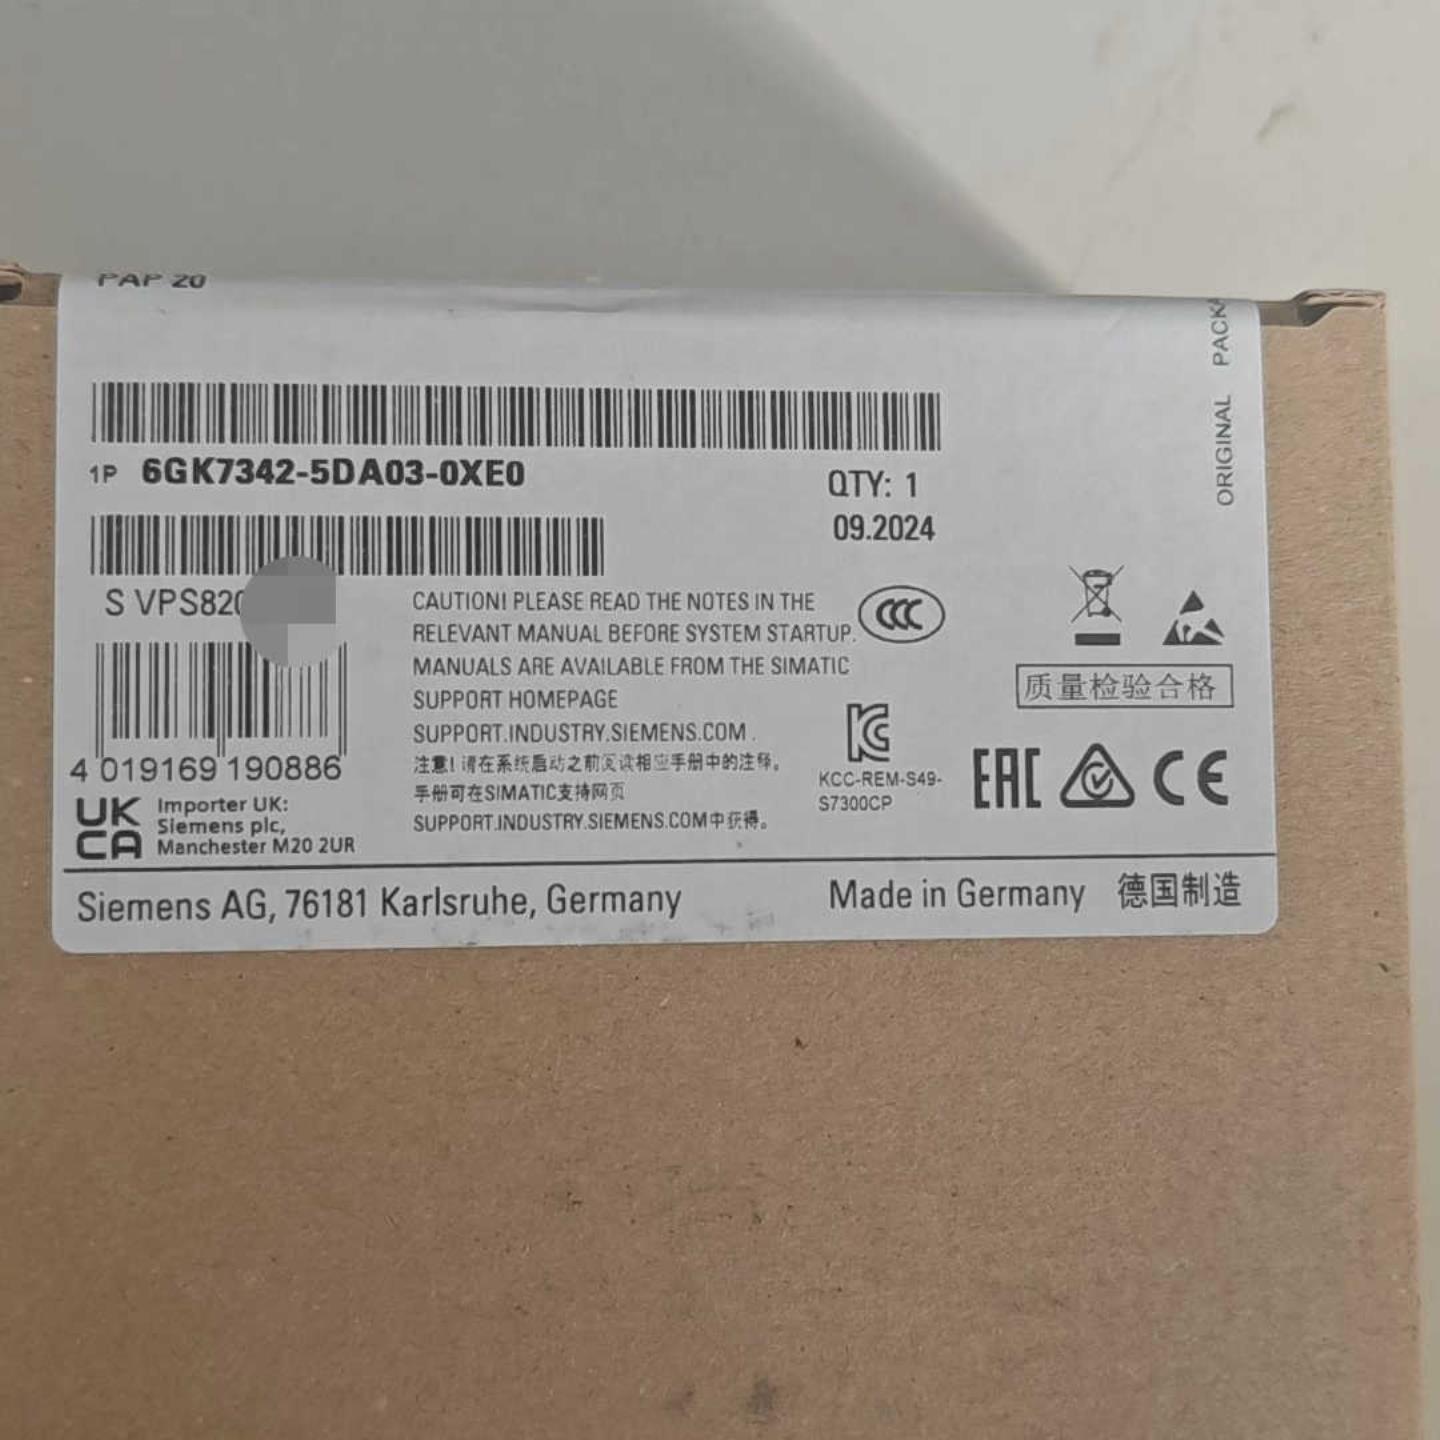 PAP 20
ORIGINAL PACKA
1P 6GK7342-5DA03-0XE0
QTY: 1
09.2024
S VPS820
CAUTION! PLEASE READ THE NOTES IN THE
RELEVANT MANUAL BEFORE SYSTEM STARTUP.
MANUALS ARE AVAILABLE FROM THE SIMATIC
SUPPORT HOMEPAGE
SUPPORT.INDUSTRY.SIEMENS.COM .
注意! 请在系统启动之前阅读相应手册中的注释。
手册可在SIMATIC支持网页
SUPPORT.INDUSTRY.SIEMENS.COM中获得。
CCC
质量检验合格
KC
KCC-REM-S49-
S7300CP
EAC
CE
4 019169 190886
UK
CA
Importer UK:
Siemens plc,
Manchester M20 2UR
Siemens AG, 76181 Karlsruhe, Germany
Made in Germany 德国制造